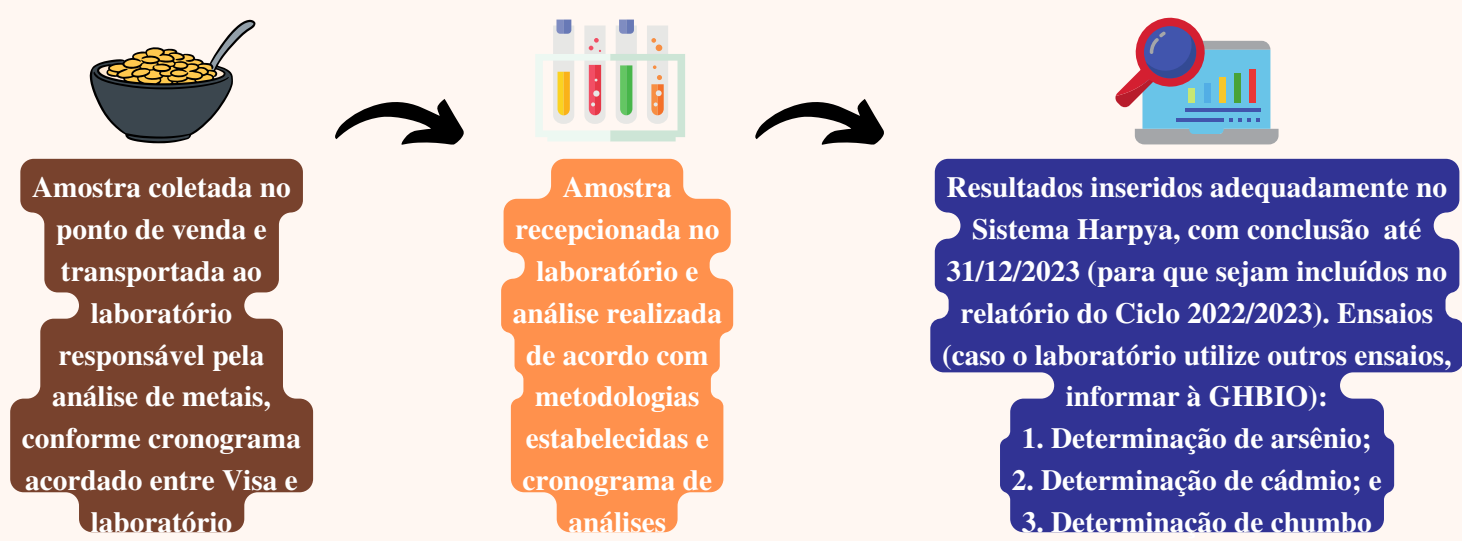 Amostra coletada no
ponto de venda e
transportada ao
laboratório
responsável pela
análise de metais,
conforme cronograma
acordado entre Visa e
laboratório
Amostra
recepcionada no
laboratório e
análise realizada
de acordo com
metodologias
estabelecidas e
cronograma de
análises
Resultados inseridos adequadamente no
Sistema Harpya, com conclusão até
31/12/2023 (para que sejam incluídos no
relatório do Ciclo 2022/2023). Ensaios
(caso o laboratório utilize outros ensaios,
informar à GHBIO):
1. Determinação de arsênio;
2. Determinação de cádmio; e
3. Determinação de chumbo